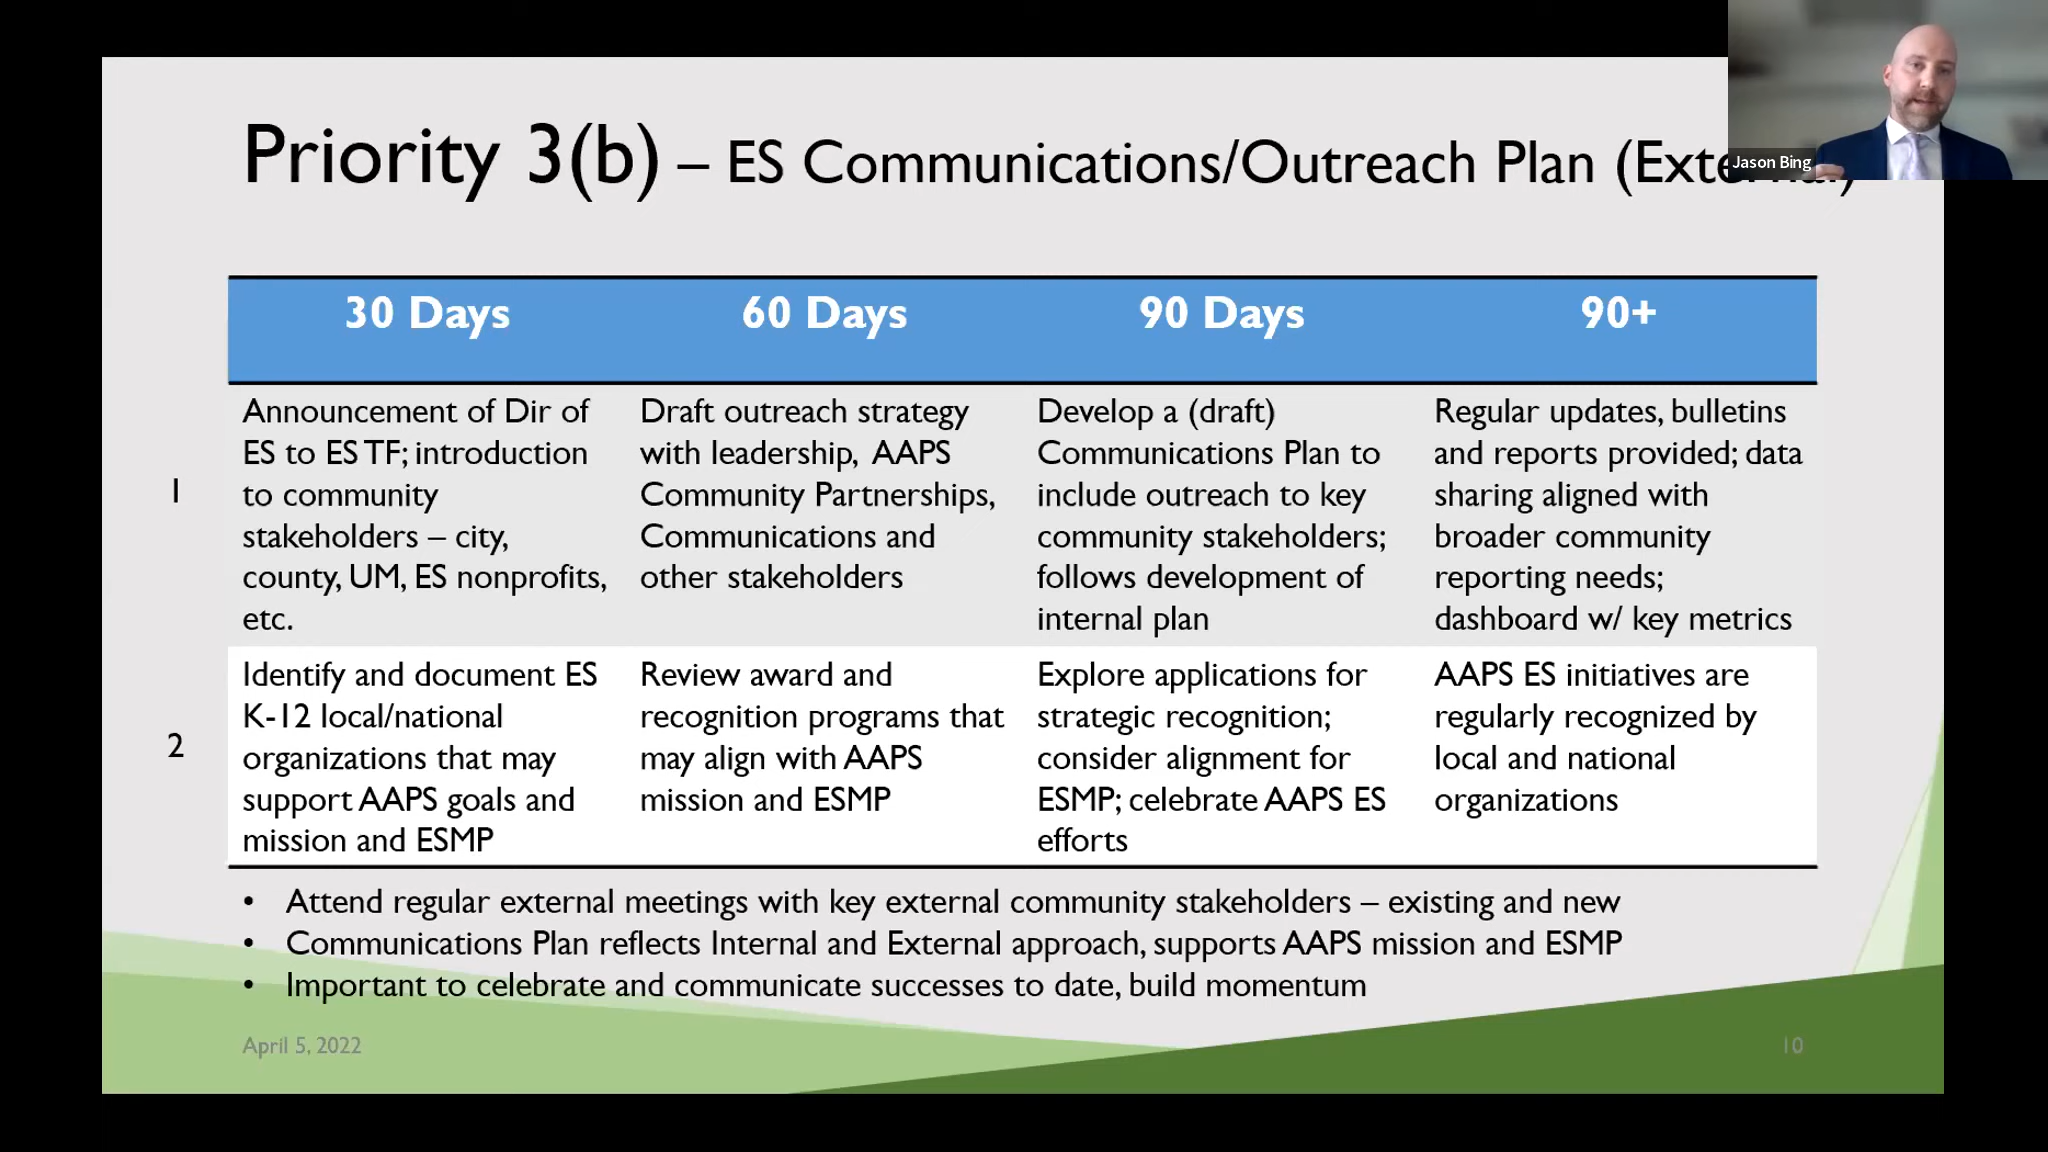 Priority 3(b) – ES Communications/Outreach Plan (External)
Jason Bing
30 Days
60 Days
90 Days
90+
1
Announcement of Dir of
ES to ES TF; introduction
to community
stakeholders – city,
county, UM, ES nonprofits,
etc.
Draft outreach strategy
with leadership, AAPS
Community Partnerships,
Communications and
other stakeholders
Develop a (draft)
Communications Plan to
include outreach to key
community stakeholders;
follows development of
internal plan
Regular updates, bulletins
and reports provided; data
sharing aligned with
broader community
reporting needs;
dashboard w/ key metrics
2
Identify and document ES
K-12 local/national
organizations that may
support AAPS goals and
mission and ESMP
Review award and
recognition programs that
may align with AAPS
mission and ESMP
Explore applications for
strategic recognition;
consider alignment for
ESMP; celebrate AAPS ES
efforts
AAPS ES initiatives are
regularly recognized by
local and national
organizations
• Attend regular external meetings with key external community stakeholders – existing and new
• Communications Plan reflects Internal and External approach, supports AAPS mission and ESMP
• Important to celebrate and communicate successes to date, build momentum
April 5, 2022
10